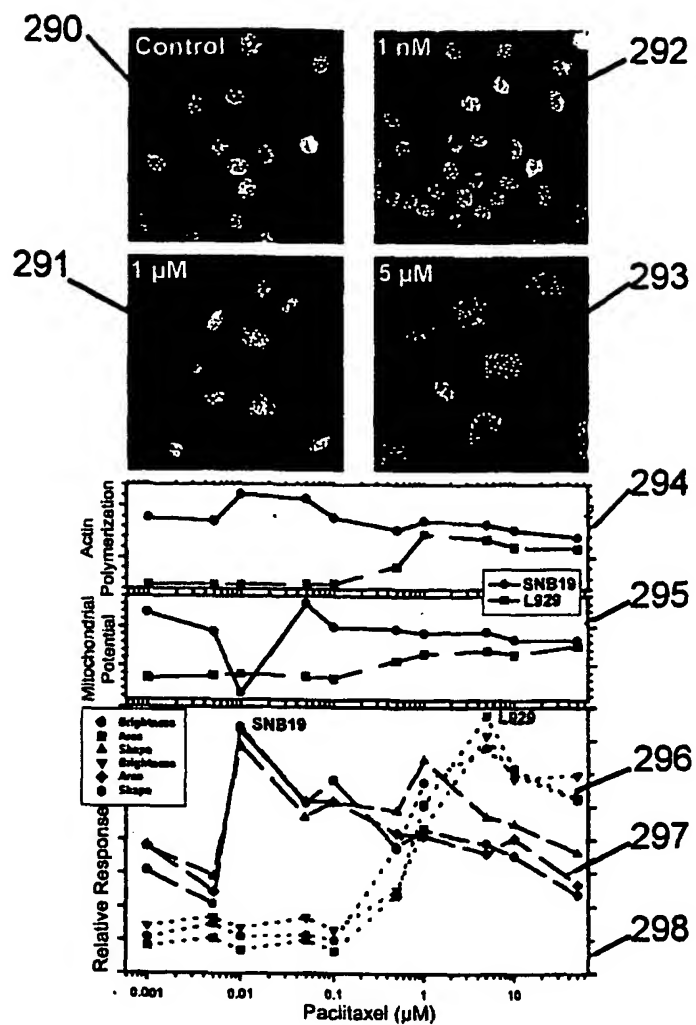 290
Control
1 nM
292
291
1 µM
5 µM
293
Actin
Polymerization
294
SNB19
L929
Mitochondrial
Potential
295
Brightness
Area
Shape
Brightness
Area
Shape
SNB19
L929
296
297
Relative Response
298
0.001
0.01
0.1
1
10
Paclitaxel (µM)